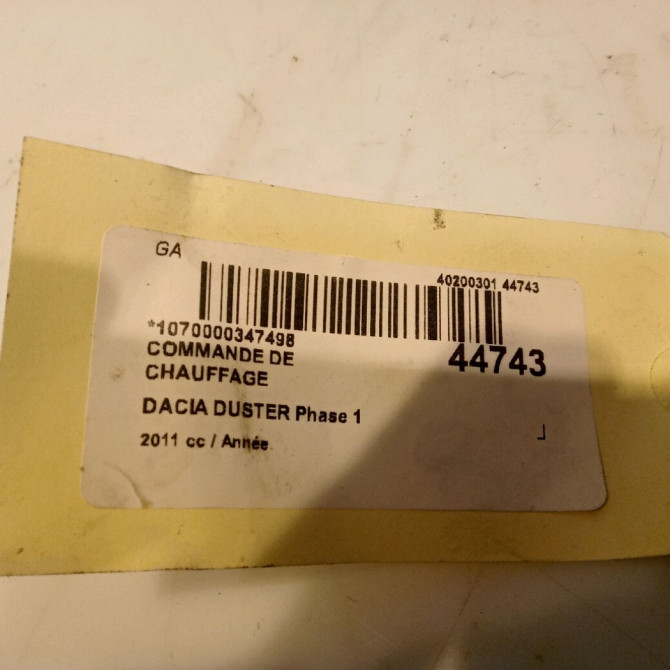 GA
40200301 44743
*1070000347498
44743
COMMANDE DE
CHAUFFAGE
DACIA DUSTER Phase 1
2011 cc / Année